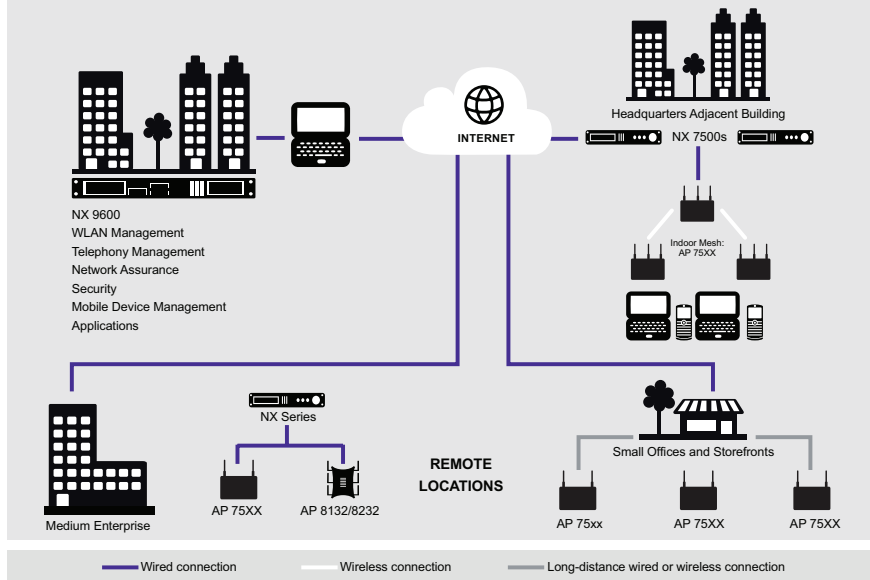 Headquarters Adjacent Building
INTERNET
NX 7500s
NX 9600
WLAN Management
Telephony Management
Network Assurance
Security
Mobile Device Management
Applications
Indoor Mesh:
AP 75XX
NX Series
AP 75XX
AP 8132/8232
Medium Enterprise
REMOTE
LOCATIONS
Small Offices and Storefronts
AP 75xx
AP 75XX
AP 75XX
Wired connection
Wireless connection
Long-distance wired or wireless connection